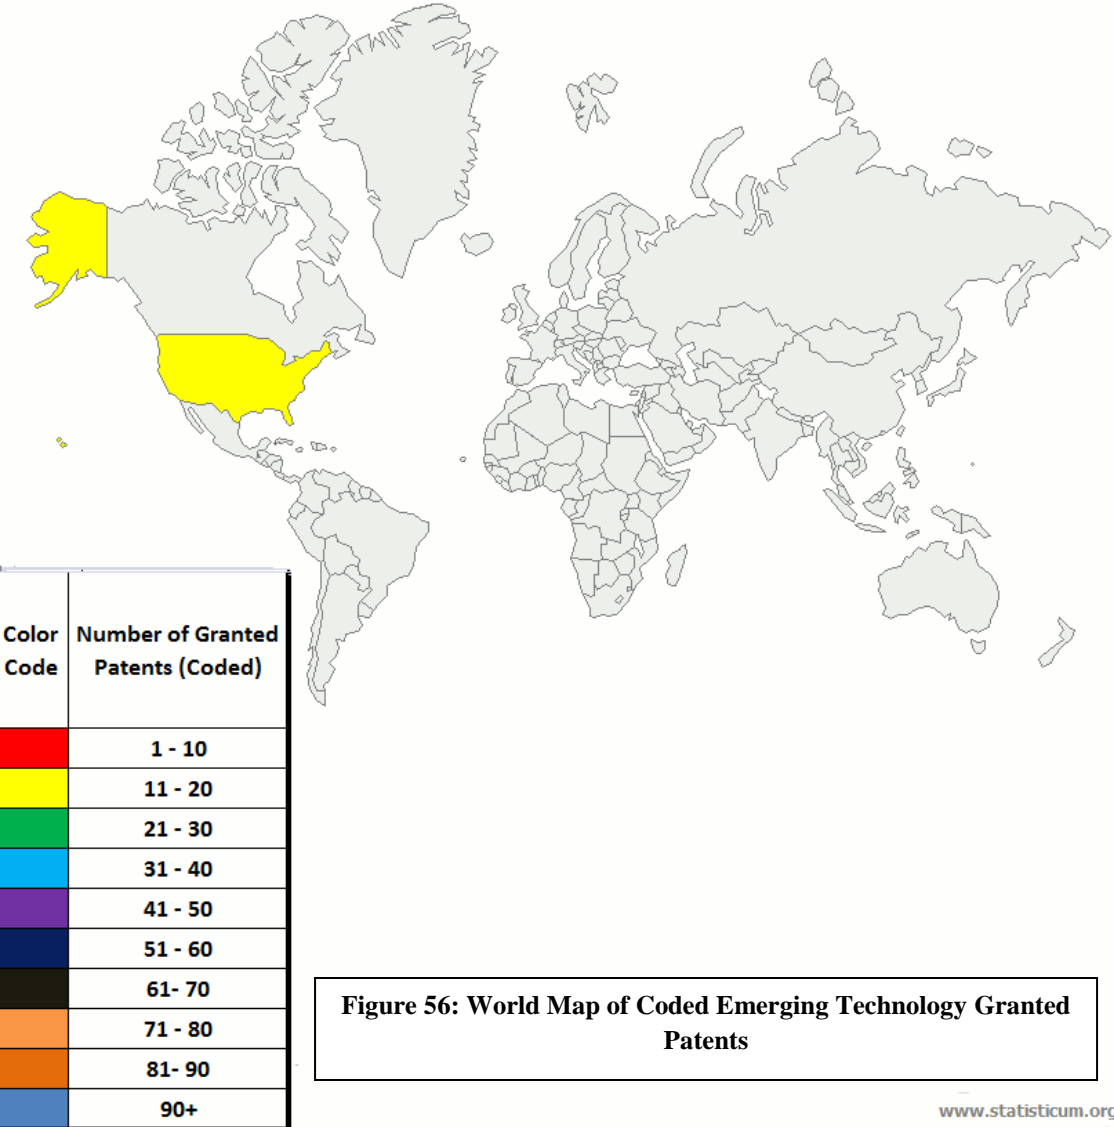 Color Code
Number of Granted Patents (Coded)
1 - 10
11 - 20
21 - 30
31 - 40
41 - 50
51 - 60
61- 70
71 - 80
81- 90
90+
Figure 56: World Map of Coded Emerging Technology Granted
Patents
www.statisticum.org